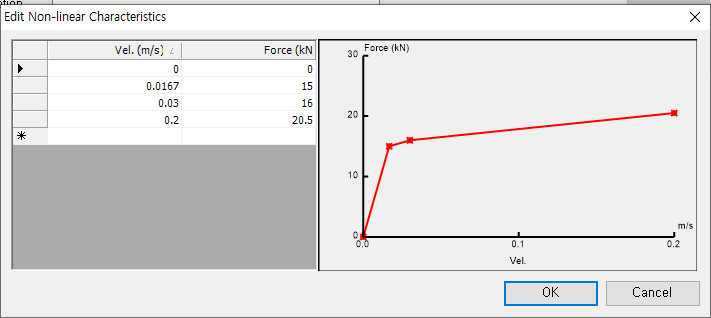 Edit Non-linear Characteristics
Vel. (m/s) Force (kN
0 0
0.0167 15
0.03 16
0.2 20.5
Force (kN)
30
20
10
0
0.0 0.1 0.2
m/s
Vel.
OK Cancel